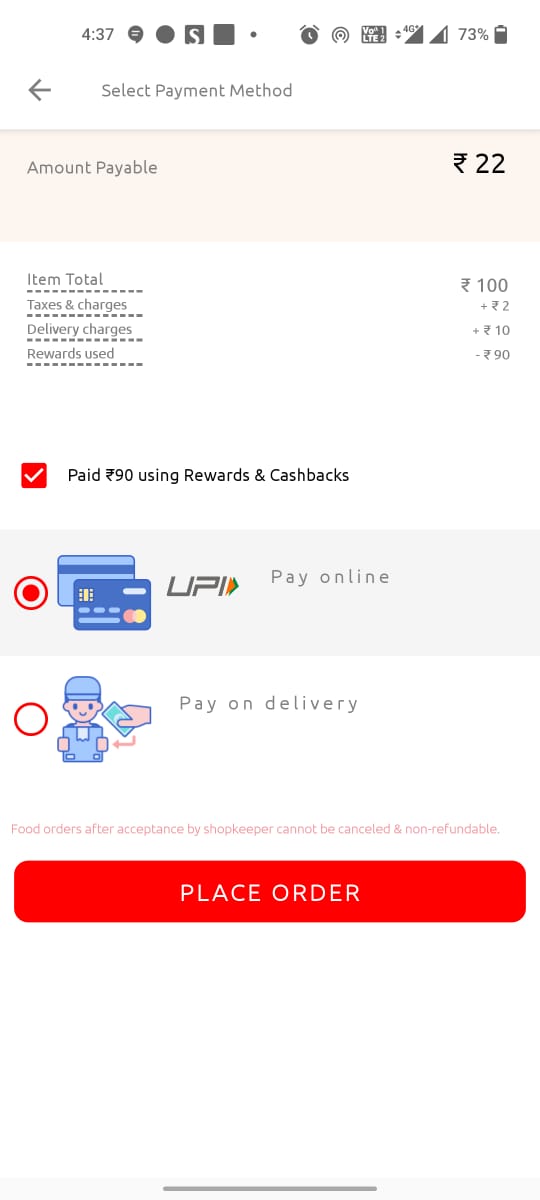 4:37 S Vo 1 LTE 2 4G+ 73%
Select Payment Method
Amount Payable ₹ 22
Item Total ₹ 100
Taxes & charges + ₹ 2
Delivery charges + ₹ 10
Rewards used - ₹ 90
Paid ₹90 using Rewards & Cashbacks
UPI Pay online
Pay on delivery
Food orders after acceptance by shopkeeper cannot be canceled & non-refundable.
PLACE ORDER